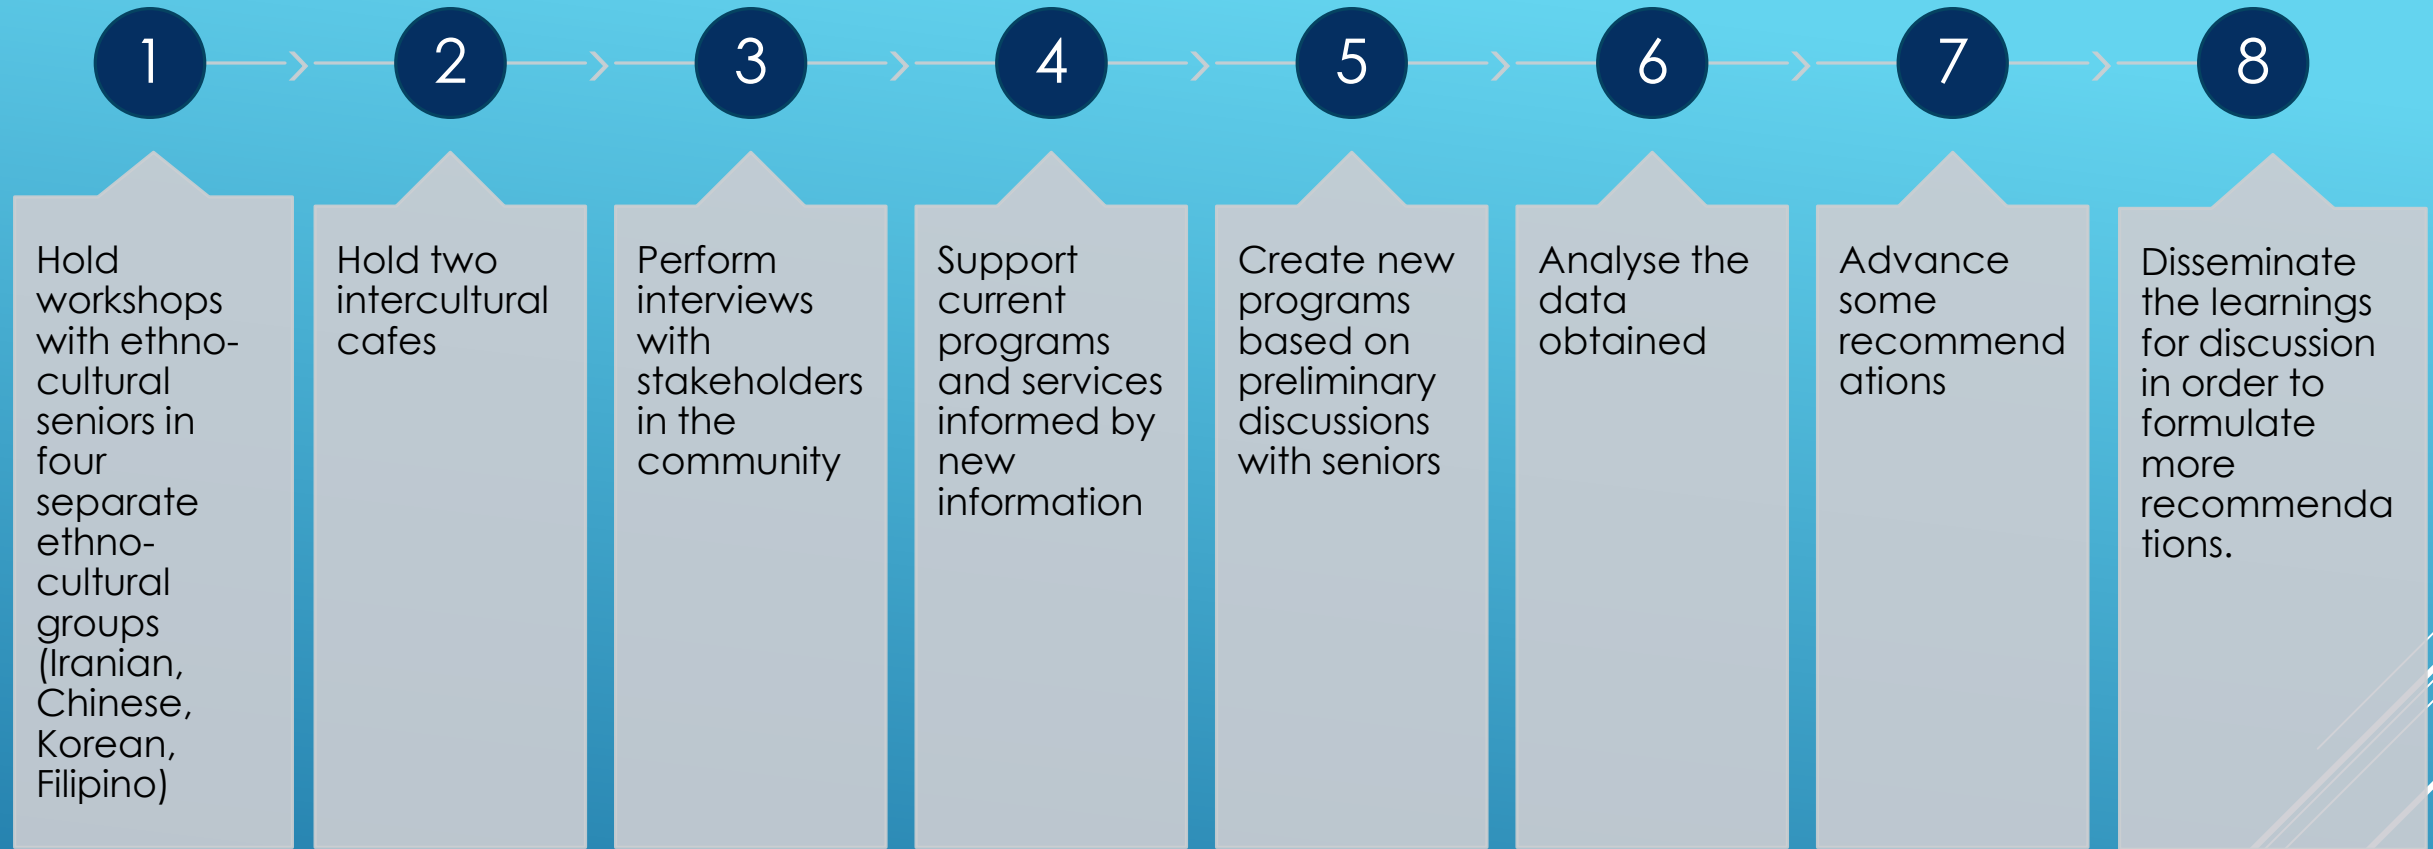 1
2
3
4
5
6
7
8
Hold
workshops
with ethno-
cultural
seniors in
four
separate
ethno-
cultural
groups
(Iranian,
Chinese,
Korean,
Filipino)
Hold two
intercultural
cafes
Perform
interviews
with
stakeholders
in the
community
Support
current
programs
and services
informed by
new
information
Create new
programs
based on
preliminary
discussions
with seniors
Analyse the
data
obtained
Advance
some
recommend
ations
Disseminate
the learnings
for discussion
in order to
formulate
more
recommenda
tions.